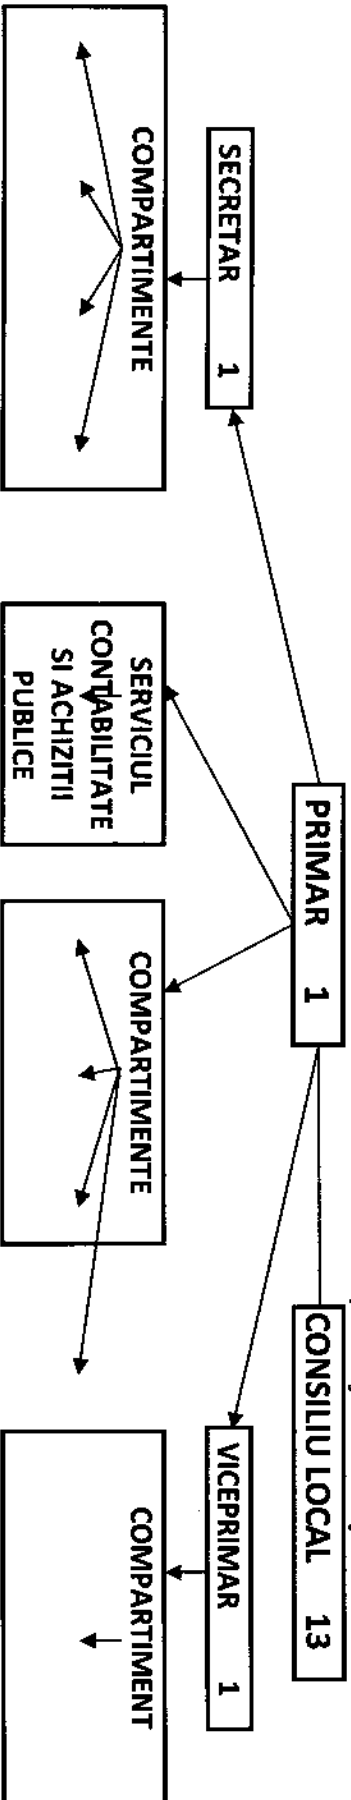 PRIMAR 1
CONSILIU LOCAL 13
SECRETAR 1
VICEPRIMAR 1
COMPARTIMENTE
SERVICIUL
CONTABILITATE
SI ACHIZITII
PUBLICE
COMPARTIMENTE
COMPARTIMENT